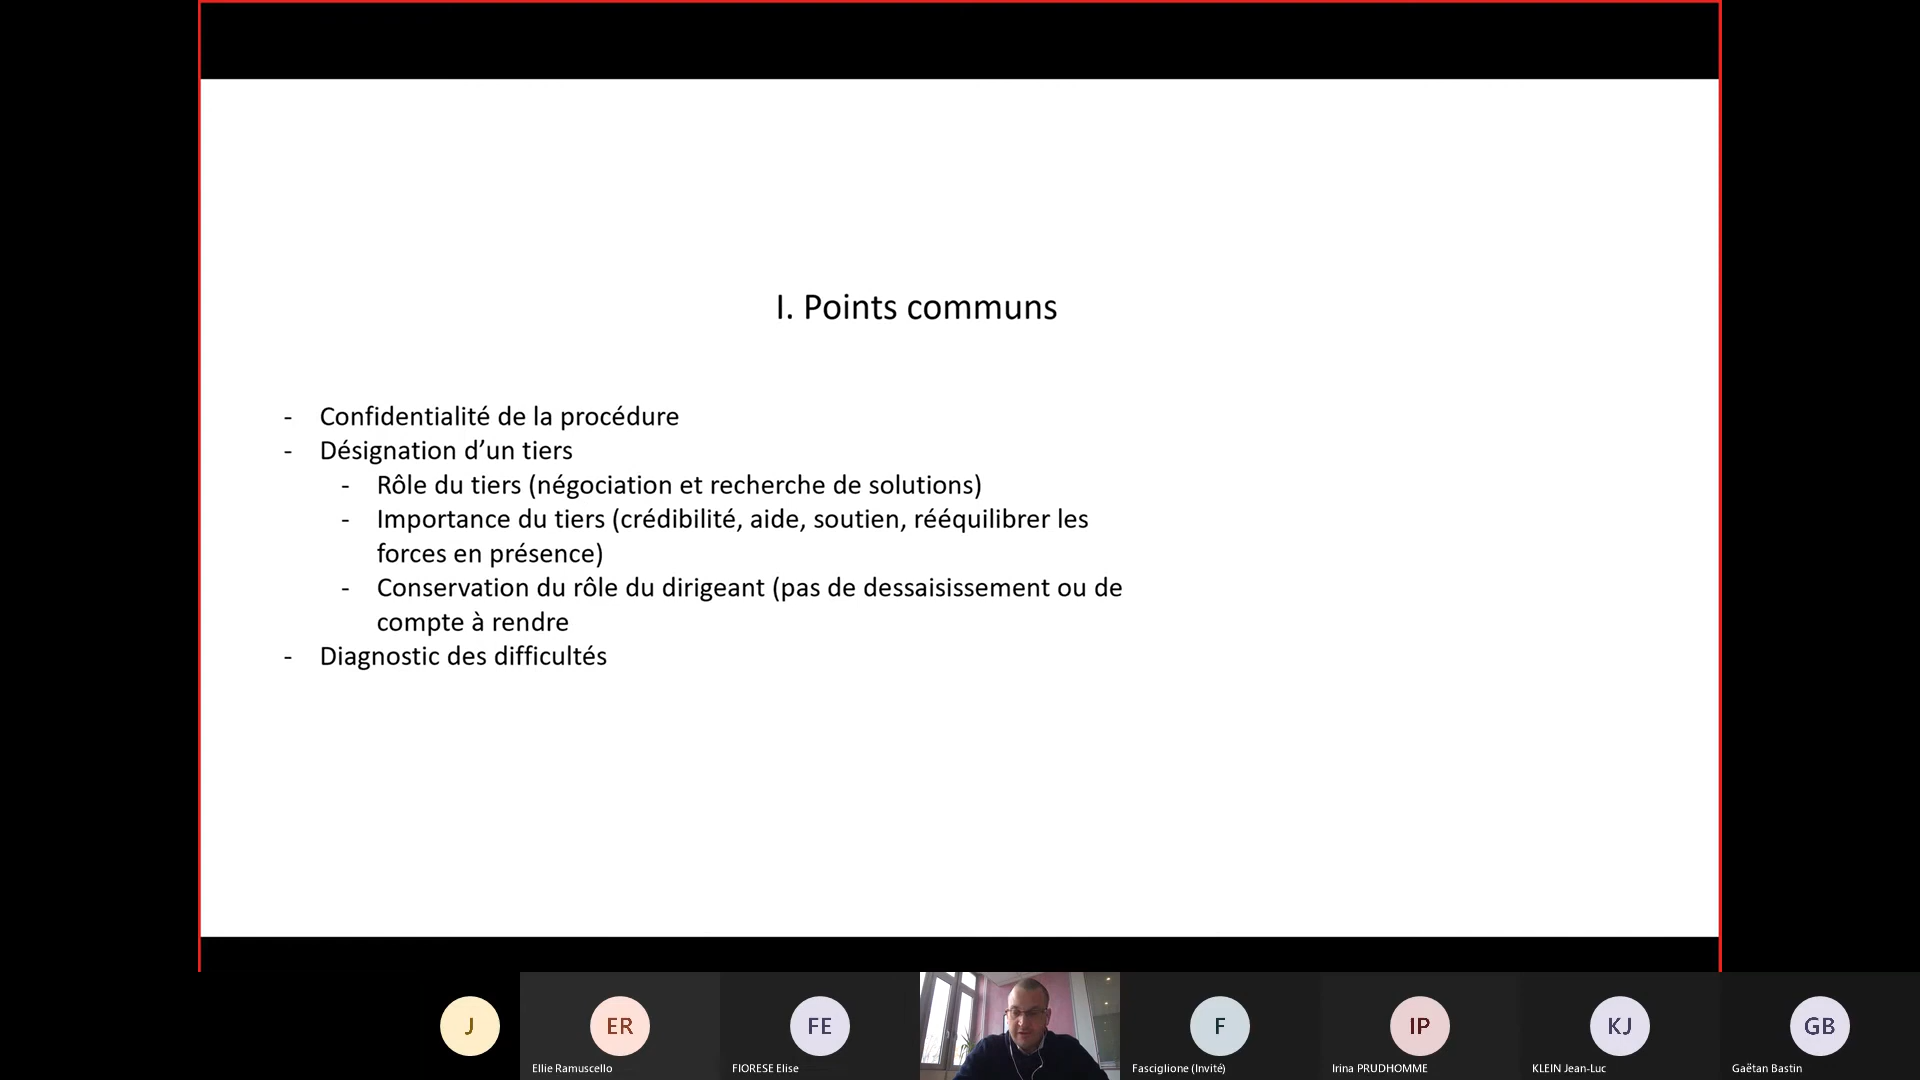 I. Points communs
- Confidentialité de la procédure
- Désignation d’un tiers
- Rôle du tiers (négociation et recherche de solutions)
- Importance du tiers (crédibilité, aide, soutien, rééquilibrer les
forces en présence)
- Conservation du rôle du dirigeant (pas de dessaisissement ou de
compte à rendre
- Diagnostic des difficultés
J
ER
FE
F
IP
KJ
GB
Ellie Ramuscello
FIORESE Elise
Fasciglione (Invité)
Irina PRUDHOMME
KLEIN Jean-Luc
Gaëtan Bastin